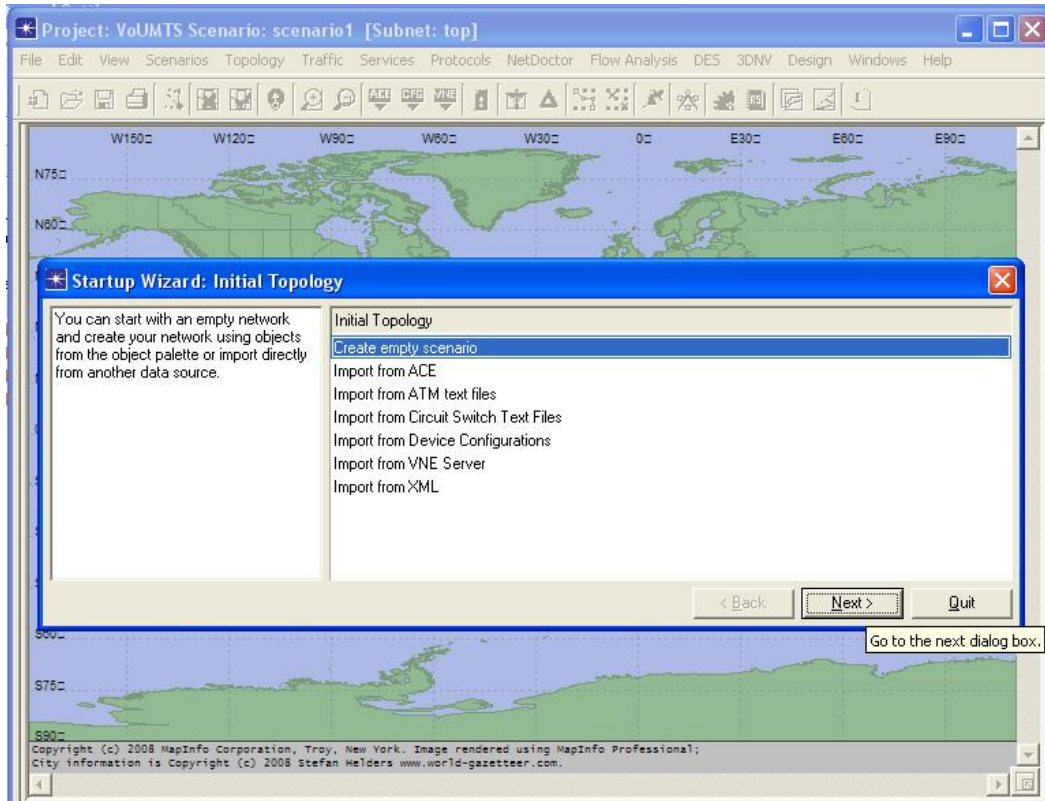 Project: VoUMTS Scenario: scenario1 [Subnet: top]
File Edit View Scenarios Topology Traffic Services Protocols NetDoctor Flow Analysis DES 3DNV Design Windows Help
ACE CFG VNE
W150 W120 W90 W60 W30 0 E30 E60 E90
N75
N60
Startup Wizard: Initial Topology
You can start with an empty network
and create your network using objects
from the object palette or import directly
from another data source.
Initial Topology
Create empty scenario
Import from ACE
Import from ATM text files
Import from Circuit Switch Text Files
Import from Device Configurations
Import from VNE Server
Import from XML
< Back Next > Quit
Go to the next dialog box.
S60
S75
S90
Copyright (c) 2008 MapInfo Corporation, Troy, New York. Image rendered using MapInfo Professional;
City information is Copyright (c) 2008 Stefan Helders www.world-gazetteer.com.